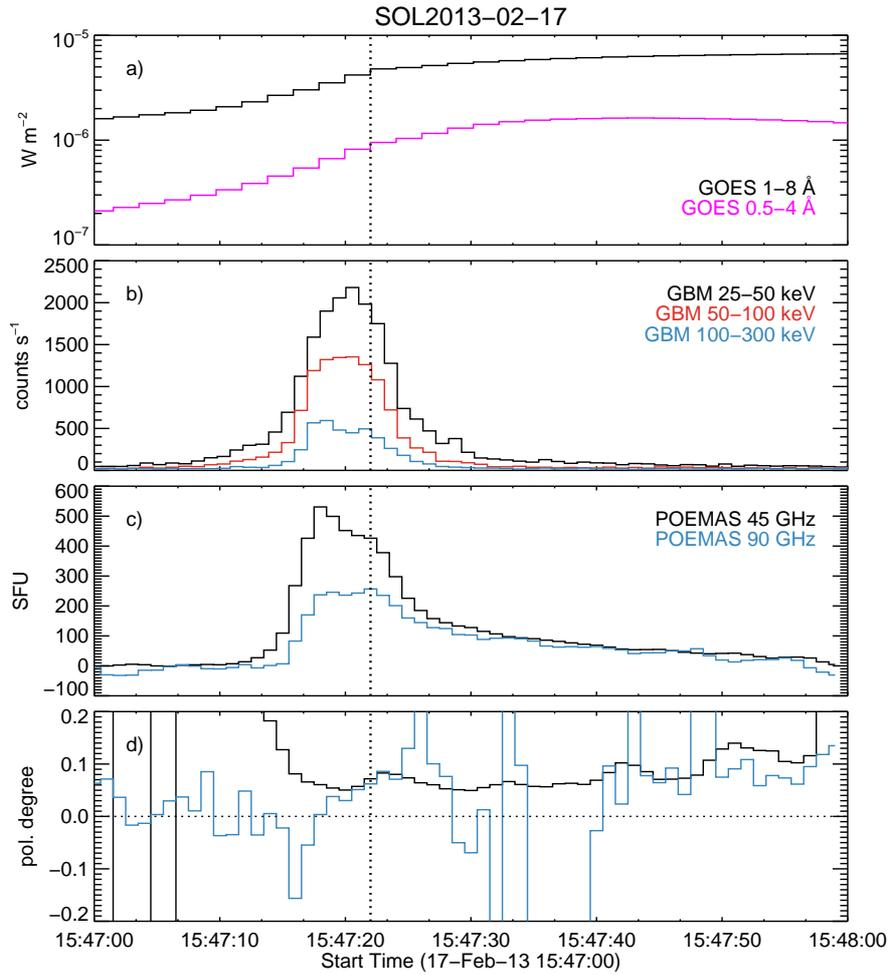 SOL2013−02−17
10⁻⁵
a)
10⁻⁶
W m⁻²
GOES 1−8 Å
GOES 0.5−4 Å
10⁻⁷
2500
b)
GBM 25−50 keV
2000
GBM 50−100 keV
GBM 100−300 keV
1500
counts s⁻¹
1000
500
0
600
c)
500
POEMAS 45 GHz
POEMAS 90 GHz
400
300
SFU
200
100
0
−100
0.2
d)
0.1
pol. degree
0.0
−0.1
−0.2
15:47:00 15:47:10 15:47:20 15:47:30 15:47:40 15:47:50 15:48:00
Start Time (17−Feb−13 15:47:00)